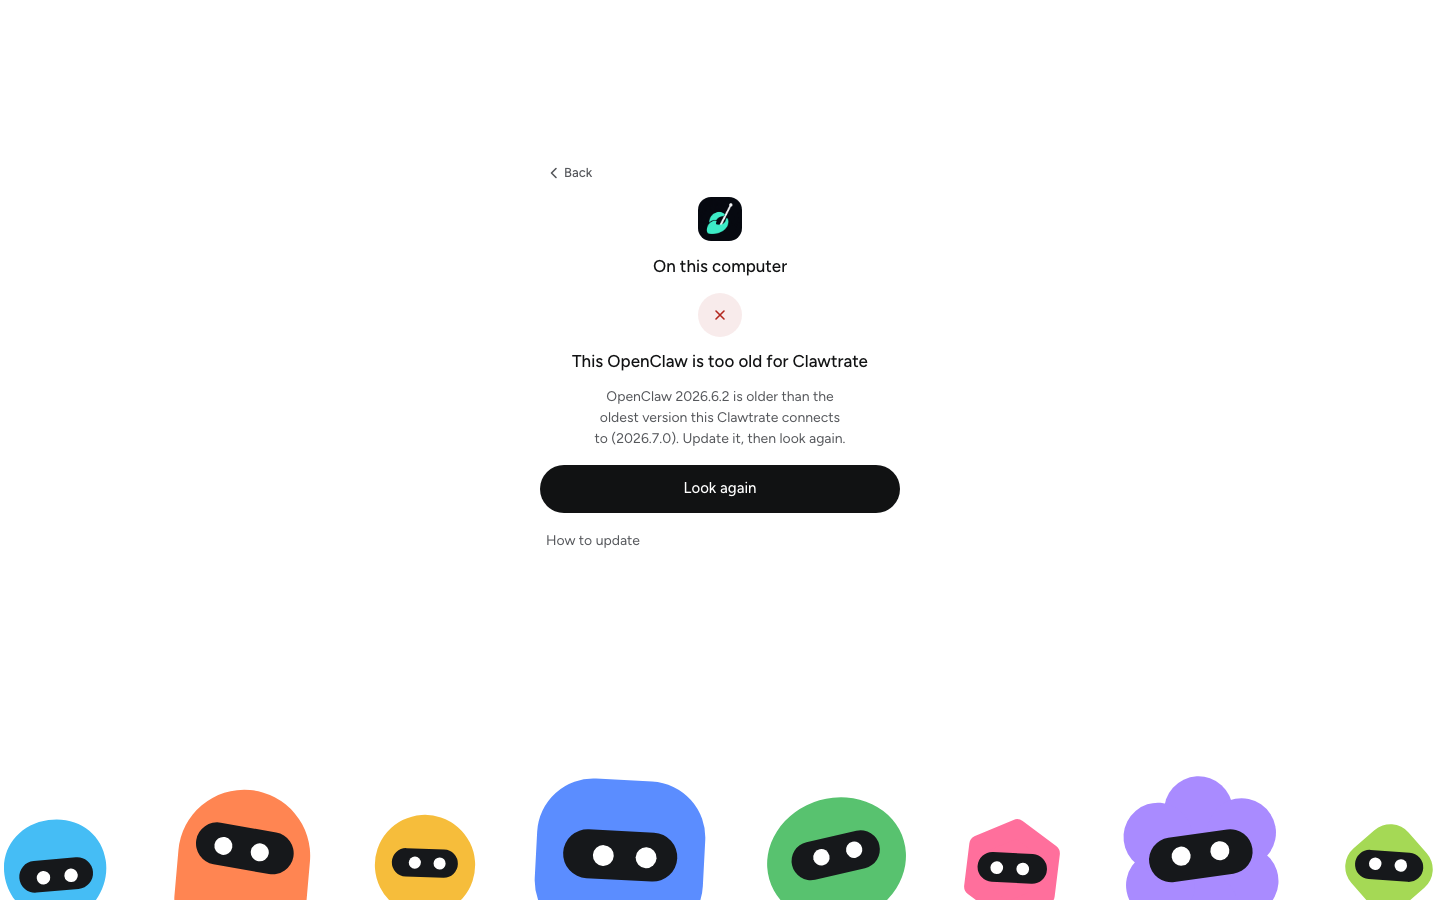 Back
On this computer
This OpenClaw is too old for Clawtrate
OpenClaw 2026.6.2 is older than the
oldest version this Clawtrate connects
to (2026.7.0). Update it, then look again.
Look again
How to update